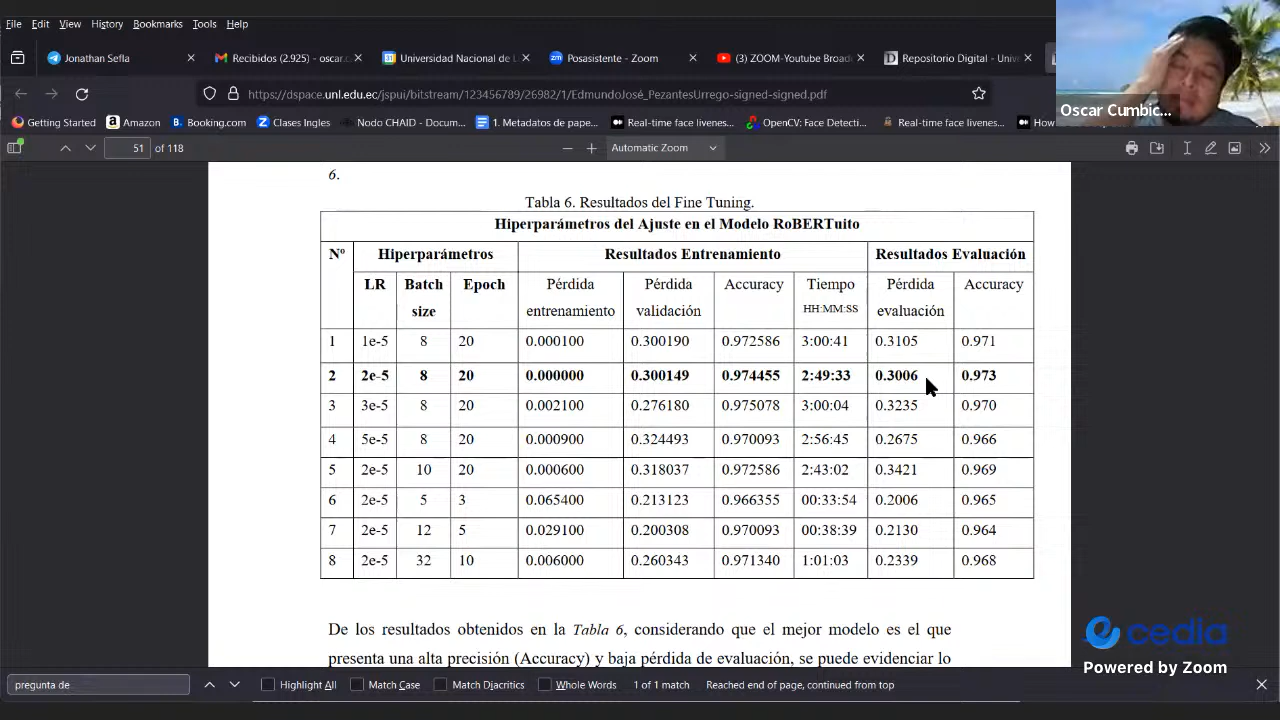 File Edit View History Bookmarks Tools Help
Jonathan Sefla
Recibidos (2.925) - oscar.c
Universidad Nacional de L
Posasistente - Zoom
(3) ZOOM-Youtube Broadc
Repositorio Digital - Unive
https://dspace.unl.edu.ec/jspui/bitstream/123456789/26982/1/EdmundoJosé_PezantesUrrego-signed-signed.pdf
Oscar Cumbic...
Getting Started
Amazon
Booking.com
Clases Ingles
NoCo CfHAID - Chroma
1. Metadatos de pape...
Real-time face livenes...
OpenCV: Face Detecti...
Real-time face livenes...
How
51 of 118
Automatic Zoom
6.
Tabla 6. Resultados del Fine Tuning.
Hiperparámetros del Ajuste en el Modelo RoBERTuito
Nº Hiperparámetros Resultados Entrenamiento Resultados Evaluación
LR Batch size Epoch Pérdida entrenamiento Pérdida validación Accuracy Tiempo HH:MM:SS Pérdida evaluación Accuracy
1 1e-5 8 20 0.000100 0.300190 0.972586 3:00:41 0.3105 0.971
2 2e-5 8 20 0.000000 0.300149 0.974455 2:49:33 0.3006 0.973
3 3e-5 8 20 0.002100 0.276180 0.975078 3:00:04 0.3235 0.970
4 5e-5 8 20 0.000900 0.324493 0.970093 2:56:45 0.2675 0.966
5 2e-5 10 20 0.000600 0.318037 0.972586 2:43:02 0.3421 0.969
6 2e-5 5 3 0.065400 0.213123 0.966355 00:33:54 0.2006 0.965
7 2e-5 12 5 0.029100 0.200308 0.970093 00:38:39 0.2130 0.964
8 2e-5 32 10 0.006000 0.260343 0.971340 1:01:03 0.2339 0.968
De los resultados obtenidos en la Tabla 6, considerando que el mejor modelo es el que
presenta una alta precisión (Accuracy) y baja pérdida de evaluación, se puede evidenciar lo
cedia
Powered by Zoom
pregunta de
Highlight All
Match Case
Match Diacritics
Whole Words
1 of 1 match
Reached end of page, continued from top